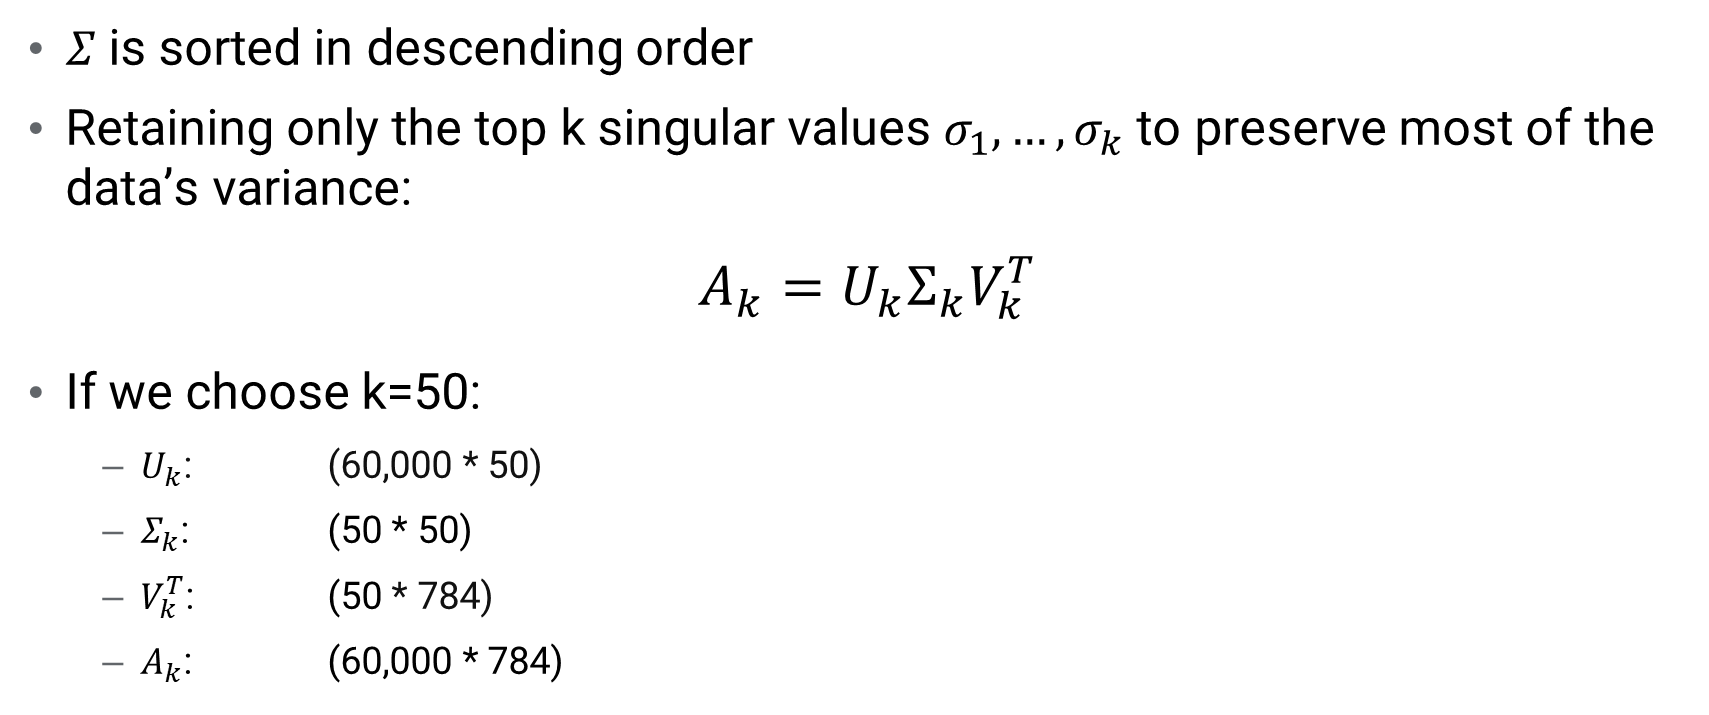 • 𝛴 is sorted in descending order
• Retaining only the top k singular values 𝜎₁, … , 𝜎ₖ to preserve most of the
data’s variance:
Aₖ = UₖΣₖVₖᵀ
• If we choose k=50:
– Uₖ: (60,000 * 50)
– 𝛴ₖ: (50 * 50)
– Vₖᵀ: (50 * 784)
– Aₖ: (60,000 * 784)